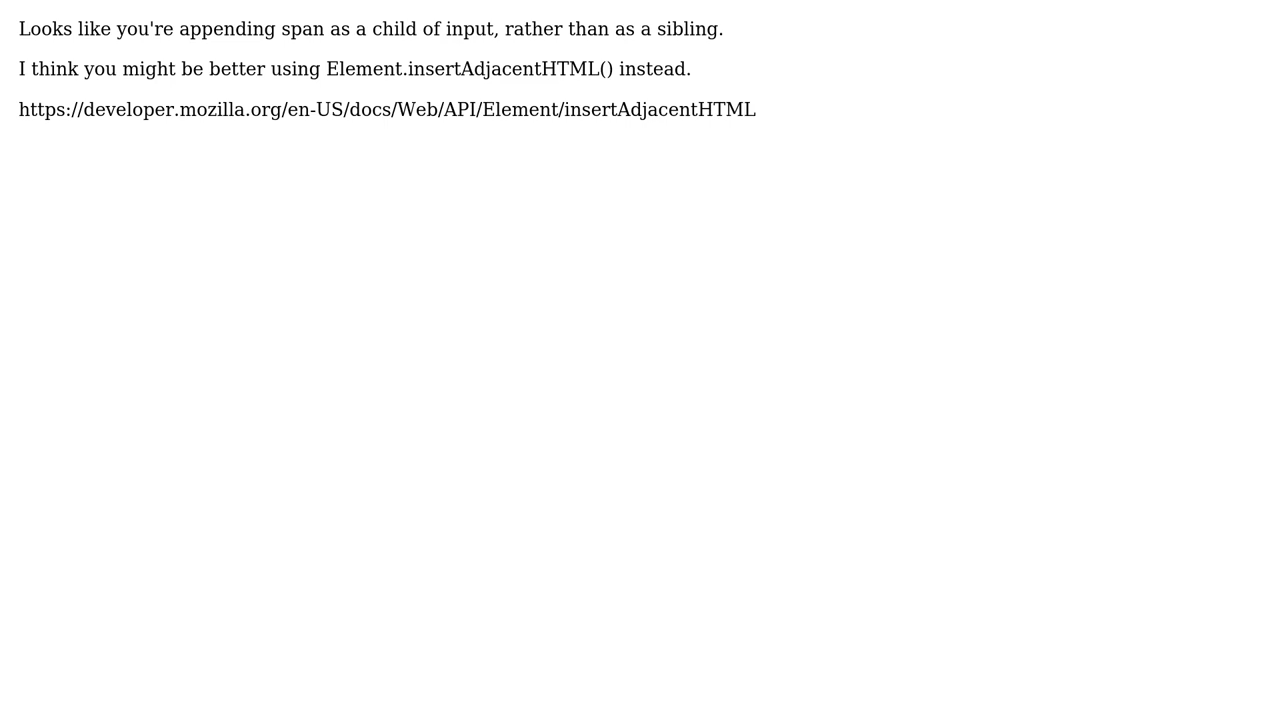 Looks like you're appending span as a child of input, rather than as a sibling.
I think you might be better using Element.insertAdjacentHTML() instead.
https://developer.mozilla.org/en-US/docs/Web/API/Element/insertAdjacentHTML